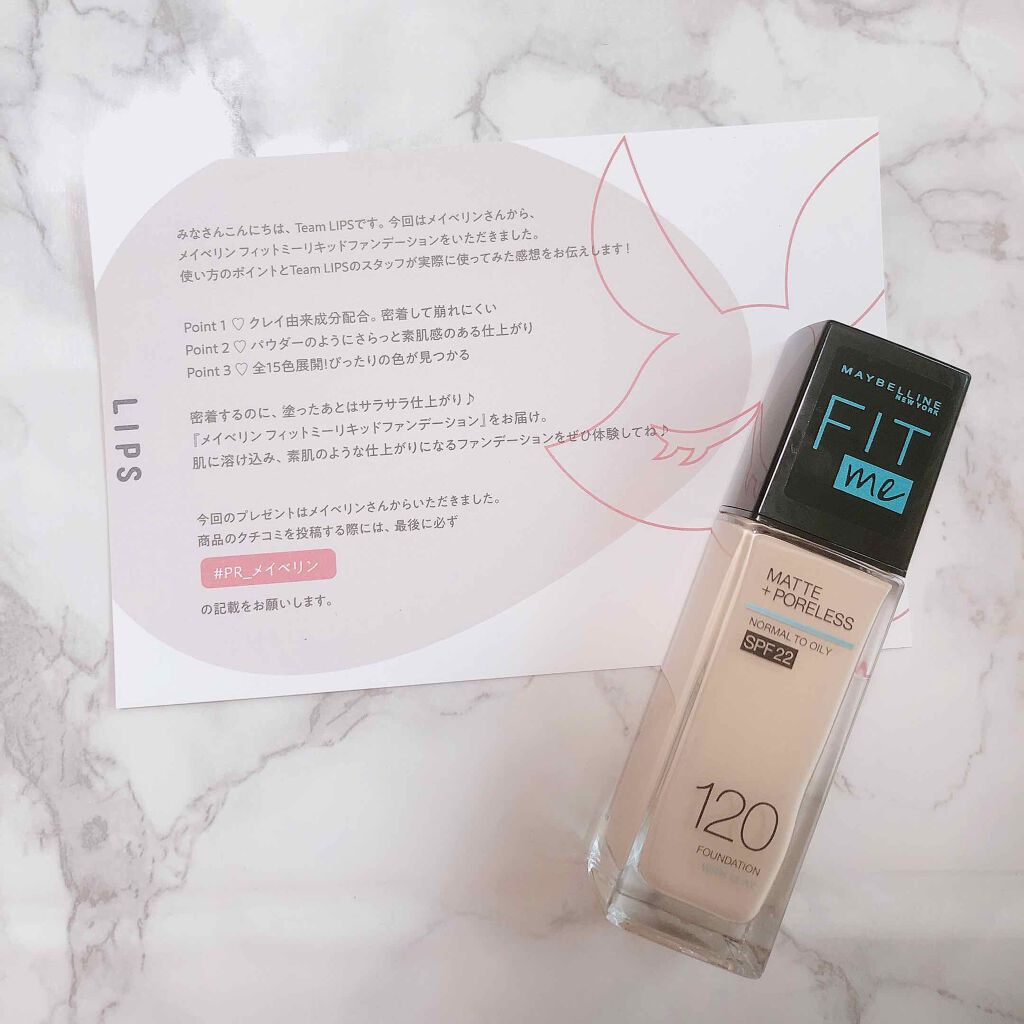 みなさんこんにちは、Team LIPSです。今回はメイベリンさんから、
メイベリン フィットミーリキッドファンデーションをいただきました。
使い方のポイントとTeam LIPSのスタッフが実際に使ってみた感想をお伝えします！
Point 1 ♡ クレイ由来成分配合。密着して崩れにくい
Point 2 ♡ パウダーのようにさらっと素肌感のある仕上がり
Point 3 ♡ 全15色展開!ぴったりの色が見つかる
密着するのに、塗ったあとはサラサラ仕上がり♪
『メイベリン フィットミーリキッドファンデーション』をお届け。
肌に溶け込み、素肌のような仕上がりになるファンデーションをぜひ体験してね♪
今回のプレゼントはメイベリンさんからいただきました。
商品のクチコミを投稿する際には、最後に必ず
#PR_メイベリン
の記載をお願いします。
LIPS
MAYBELLINE
NEW YORK
FIT
me
MATTE
+PORELESS
NORMAL TO OILY
SPF 22
120
FOUNDATION